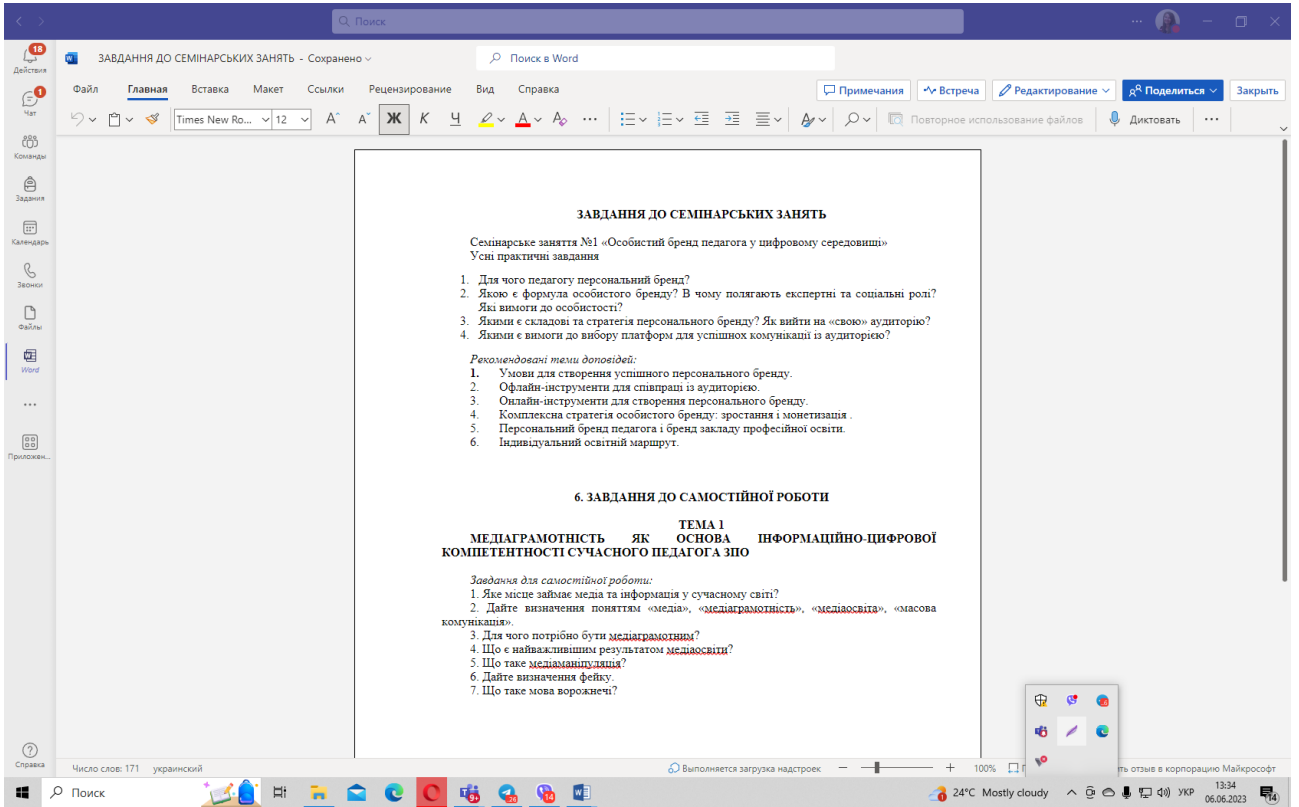 Поиск
18
Действия
1
Чат
Команды
Задания
Календарь
Звонки
Файлы
Word
Приложен...
Справка
ЗАВДАННЯ ДО СЕМІНАРСЬКИХ ЗАНЯТЬ - Сохранено
Поиск в Word
Файл Главная Вставка Макет Ссылки Рецензирование Вид Справка
Примечания Встреча Редактирование Поделиться Закрыть
Times New Ro... 12 A A Ж К Ч A A Повторное использование файлов Диктовать
ЗАВДАННЯ ДО СЕМІНАРСЬКИХ ЗАНЯТЬ
Семінарське заняття №1 «Особистий бренд педагога у цифровому середовищі»
Усні практичні завдання
1. Для чого педагогу персональний бренд?
2. Якою є формула особистого бренду? В чому полягають експертні та соціальні ролі?
Які вимоги до особистості?
3. Якими є складові та стратегія персонального бренду? Як вийти на «свою» аудиторію?
4. Якими є вимоги до вибору платформ для успішнох комунікації із аудиторією?
Рекомендовані теми доповідей:
1. Умови для створення успішного персонального бренду.
2. Офлайн-інструменти для співпраці із аудиторією.
3. Онлайн-інструменти для створення персонального бренду.
4. Комплексна стратегія особистого бренду: зростання і монетизація .
5. Персональний бренд педагога і бренд закладу професійної освіти.
6. Індивідуальний освітній маршрут.
6. ЗАВДАННЯ ДО САМОСТІЙНОЇ РОБОТИ
ТЕМА 1
МЕДІАГРАМОТНІСТЬ ЯК ОСНОВА ІНФОРМАЦІЙНО-ЦИФРОВОЇ
КОМПЕТЕНТНОСТІ СУЧАСНОГО ПЕДАГОГА ЗПО
Завдання для самостійної роботи:
1. Яке місце займає медіа та інформація у сучасному світі?
2. Дайте визначення поняттям «медіа», «медіаграмотність», «медіаосвіта», «масова
комунікація».
3. Для чого потрібно бути медіаграмотним?
4. Що є найважливішим результатом медіаосвіти?
5. Що таке медіаманіпуляція?
6. Дайте визначення фейку.
7. Що таке мова ворожнечі?
Число слов: 171 украинский
Выполняется загрузка надстроек 100% ть отзыв в корпорацию Майкрософт
Поиск
24°C Mostly cloudy
УКР
13:34
06.06.2023